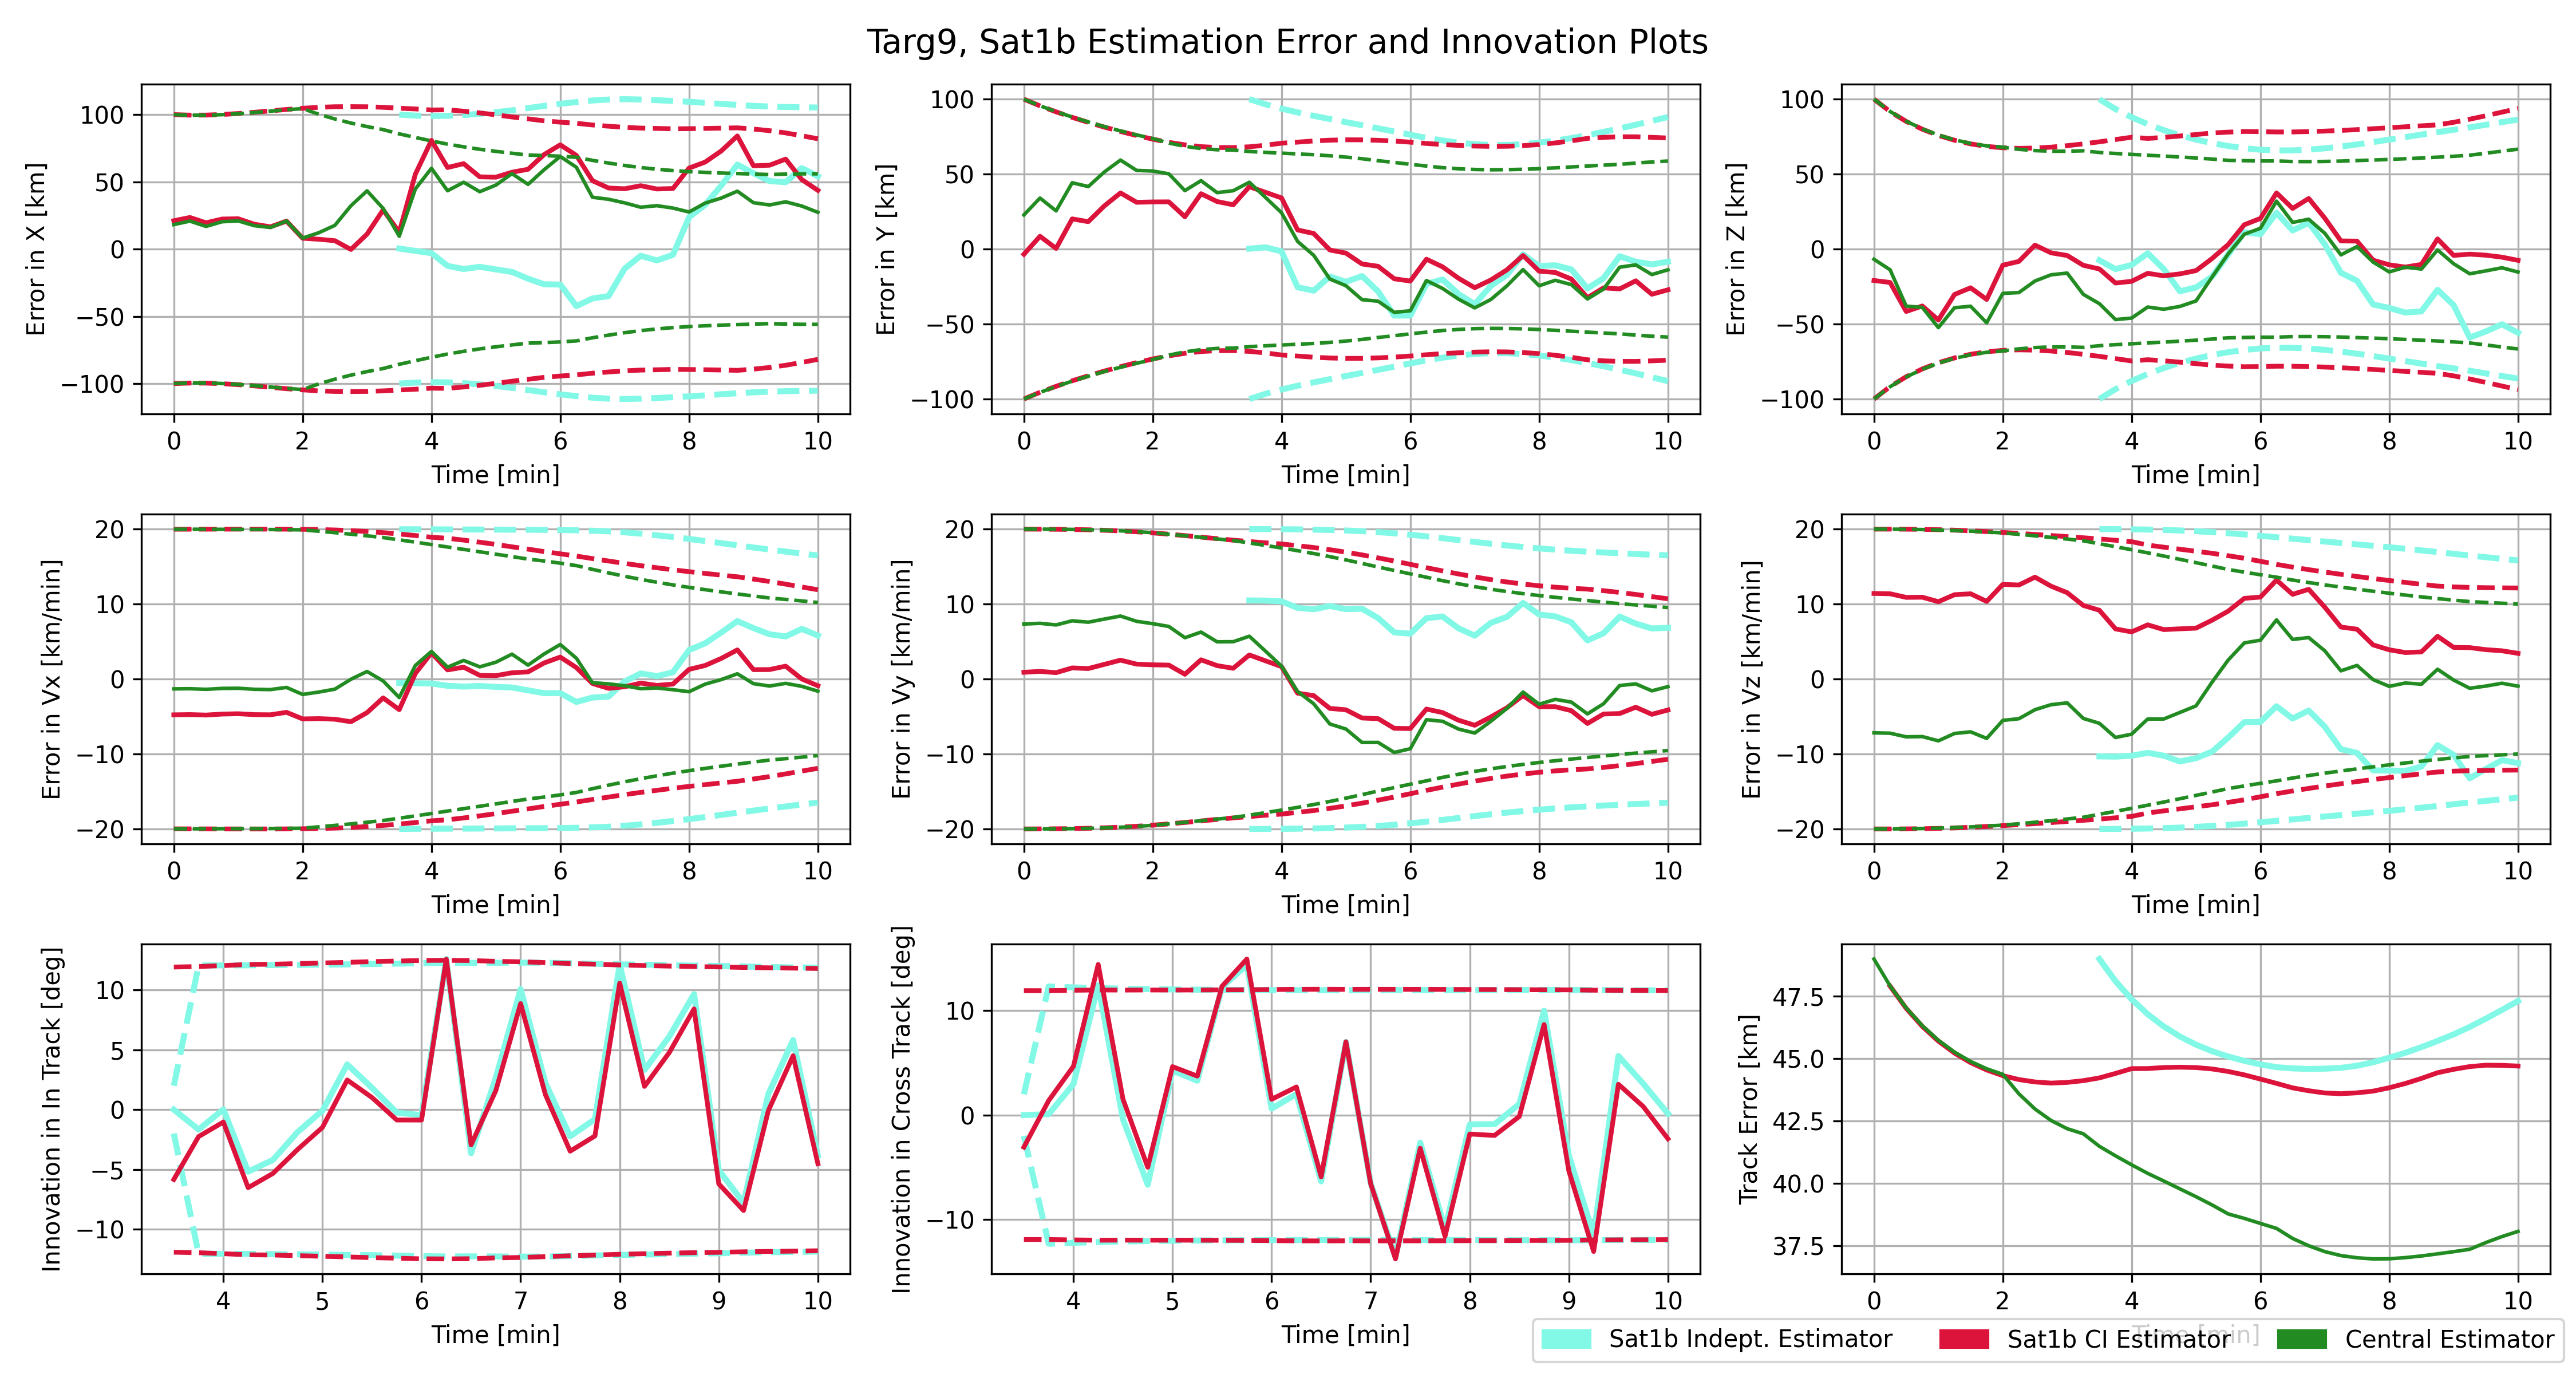 Targ9, Sat1b Estimation Error and Innovation Plots
Error in X [km]
100
50
0
−50
−100
0 2 4 6 8 10
Time [min]
Error in Y [km]
100
50
0
−50
−100
0 2 4 6 8 10
Time [min]
Error in Z [km]
100
50
0
−50
−100
0 2 4 6 8 10
Time [min]
Error in Vx [km/min]
20
10
0
−10
−20
0 2 4 6 8 10
Time [min]
Error in Vy [km/min]
20
10
0
−10
−20
0 2 4 6 8 10
Time [min]
Error in Vz [km/min]
20
10
0
−10
−20
0 2 4 6 8 10
Time [min]
Innovation in In Track [deg]
10
5
0
−5
−10
4 5 6 7 8 9 10
Time [min]
Innovation in Cross Track [deg]
10
0
−10
4 5 6 7 8 9 10
Time [min]
Track Error [km]
47.5
45.0
42.5
40.0
37.5
0 2 4 6 8 10
Time [min]
Sat1b Indept. Estimator Sat1b CI Estimator Central Estimator